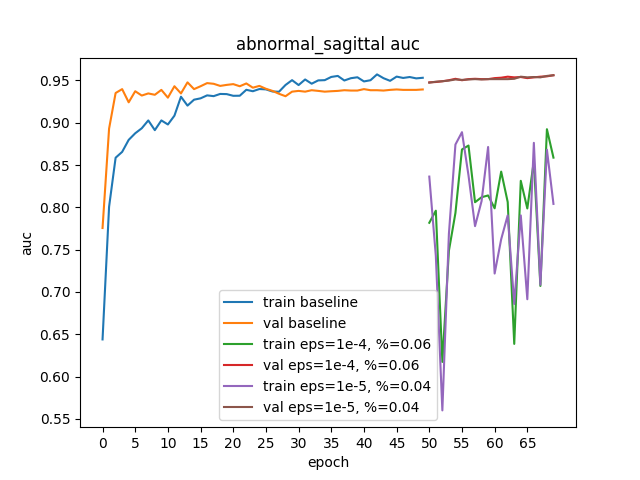 abnormal_sagittal auc
auc
0.95
0.90
0.85
0.80
0.75
0.70
0.65
0.60
0.55
train baseline
val baseline
train eps=1e-4, %=0.06
val eps=1e-4, %=0.06
train eps=1e-5, %=0.04
val eps=1e-5, %=0.04
0 5 10 15 20 25 30 35 40 45 50 55 60 65
epoch